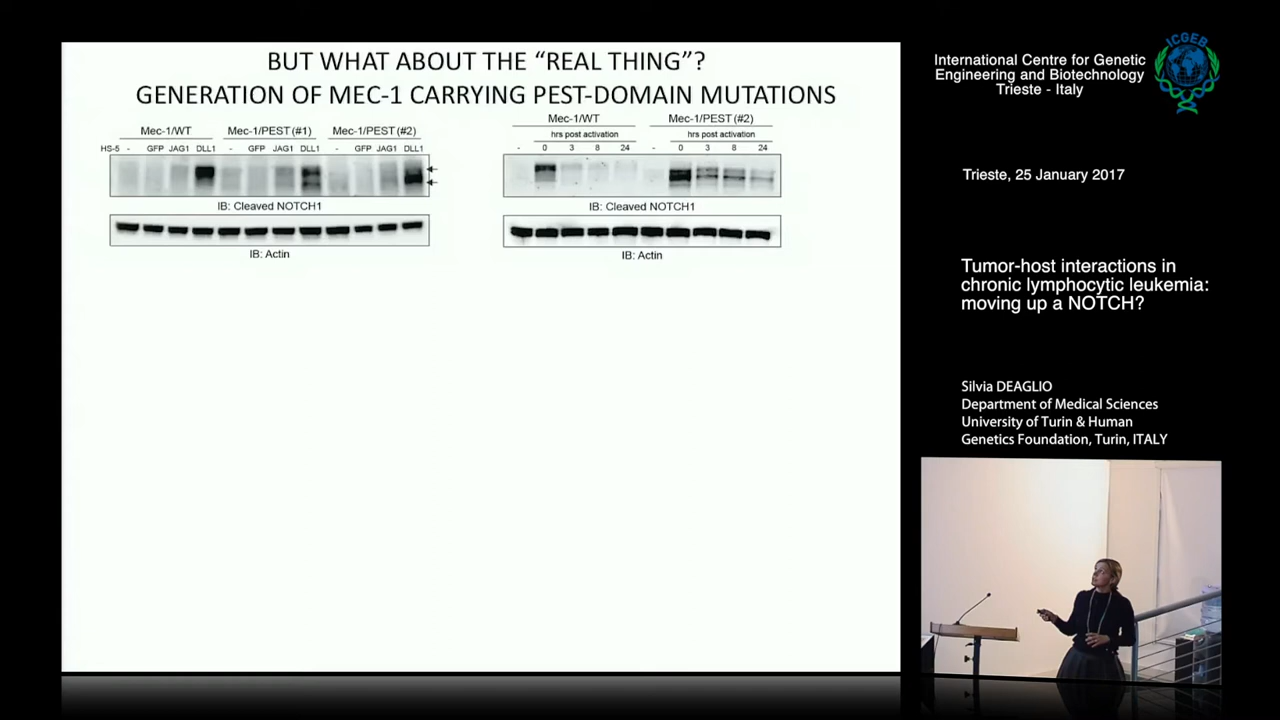 BUT WHAT ABOUT THE “REAL THING”?
GENERATION OF MEC-1 CARRYING PEST-DOMAIN MUTATIONS
Mec-1/WT Mec-1/PEST (#1) Mec-1/PEST (#2)
HS-5 - GFP JAG1 DLL1 - GFP JAG1 DLL1 - GFP JAG1 DLL1
IB: Cleaved NOTCH1
IB: Actin
Mec-1/WT Mec-1/PEST (#2)
hrs post activation hrs post activation
- 0 3 8 24 - 0 3 8 24
IB: Cleaved NOTCH1
IB: Actin
International Centre for Genetic
Engineering and Biotechnology
Trieste - Italy
ICGEB
Trieste, 25 January 2017
Tumor-host interactions in
chronic lymphocytic leukemia:
moving up a NOTCH?
Silvia DEAGLIO
Department of Medical Sciences
University of Turin & Human
Genetics Foundation, Turin, ITALY